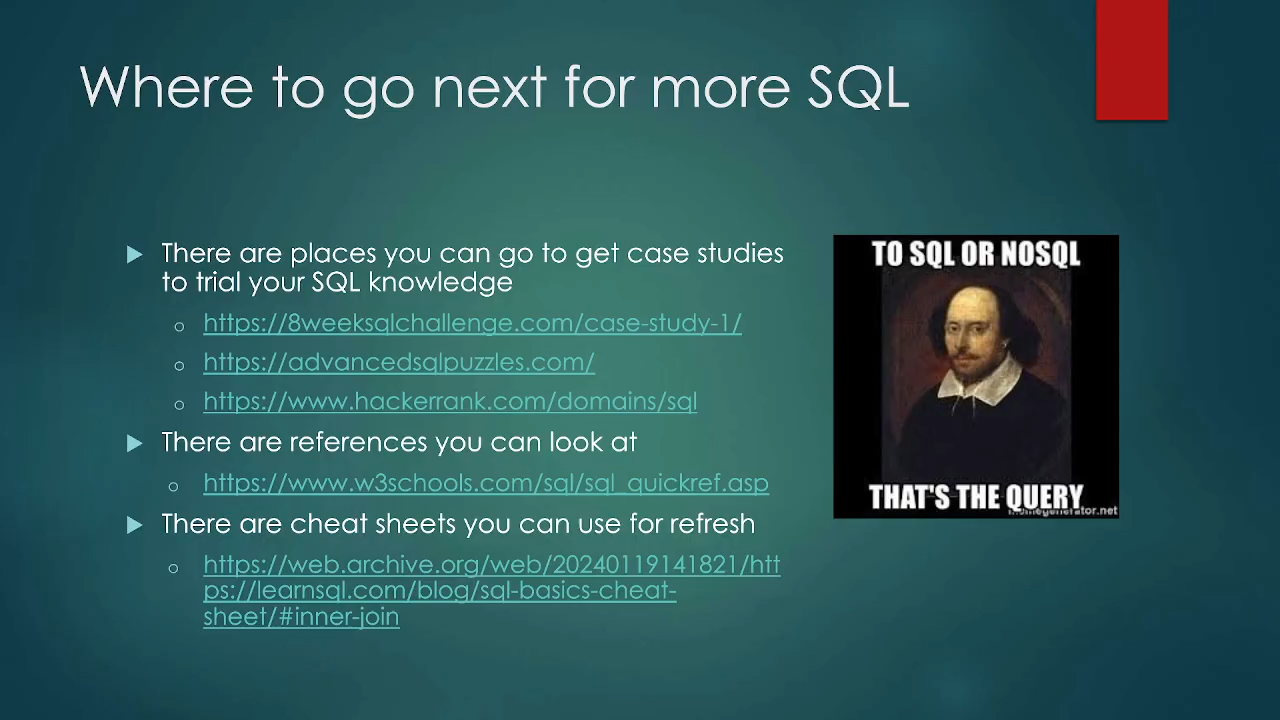 Where to go next for more SQL
There are places you can go to get case studies
to trial your SQL knowledge
https://8weeksqlchallenge.com/case-study-1/
https://advancedsqlpuzzles.com/
https://www.hackerrank.com/domains/sql
There are references you can look at
https://www.w3schools.com/sql/sql_quickref.asp
There are cheat sheets you can use for refresh
https://web.archive.org/web/20240119141821/htt
ps://learnsql.com/blog/sql-basics-cheat-
sheet/#inner-join
TO SQL OR NOSQL
THAT'S THE QUERY
memegenerator.net